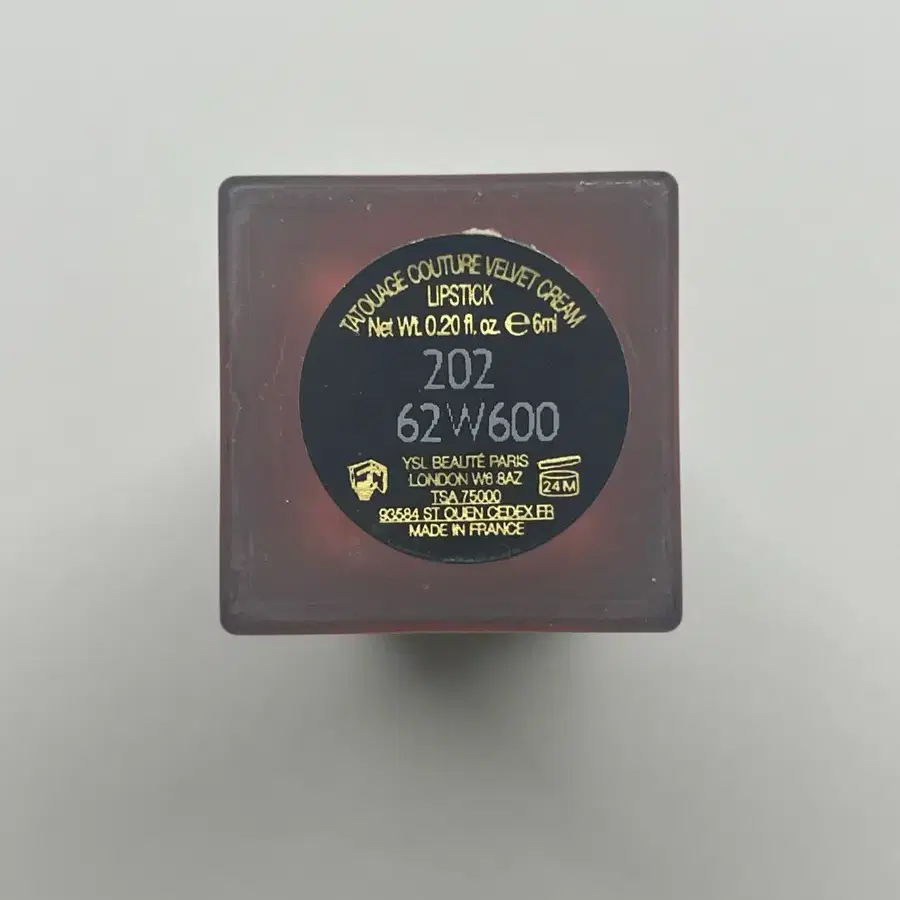 TATOUAGE COUTURE VELVET CREAM
LIPSTICK
Net Wt. 0.20 fl. oz. ℮ 6ml
202
62W600
YSL BEAUTÉ PARIS
LONDON W6 8AZ
TSA 75000
93584 ST OUEN CEDEX FR
MADE IN FRANCE
24M